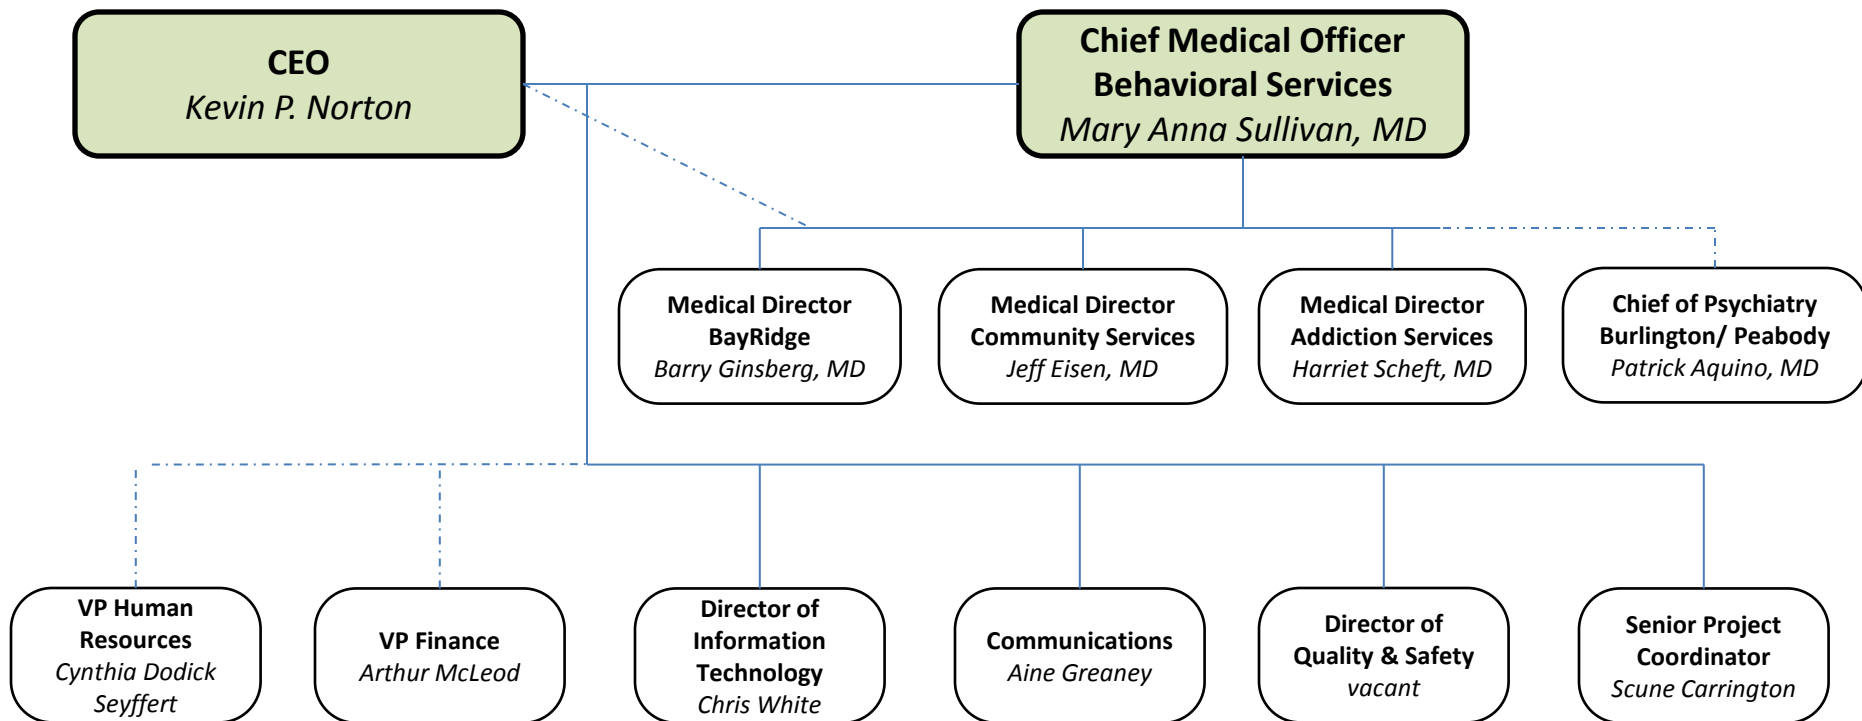 CEO
Kevin P. Norton
Chief Medical Officer
Behavioral Services
Mary Anna Sullivan, MD
Medical Director
BayRidge
Barry Ginsberg, MD
Medical Director
Community Services
Jeff Eisen, MD
Medical Director
Addiction Services
Harriet Scheft, MD
Chief of Psychiatry
Burlington/ Peabody
Patrick Aquino, MD
VP Human
Resources
Cynthia Dodick
Seyffert
VP Finance
Arthur McLeod
Director of
Information
Technology
Chris White
Communications
Aine Greaney
Director of
Quality & Safety
vacant
Senior Project
Coordinator
Scune Carrington